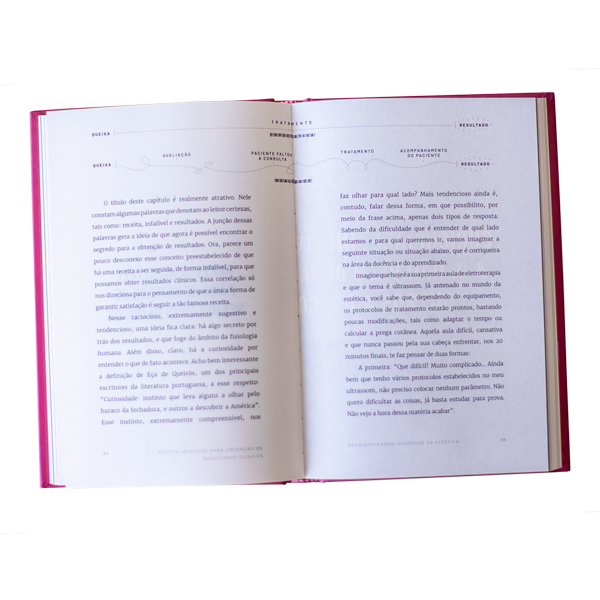 TRATAMENTO
QUEIXA
RESULTADO
AVALIAÇÃO
PACIENTE FALTOU
À CONSULTA
TRATAMENTO
ACOMPANHAMENTO
DO PACIENTE
QUEIXA
RESULTADO
O título deste capítulo é realmente atrativo. Nele
constam algumas palavras que denotam ao leitor certezas,
tais como: receita, infalível e resultados. A junção dessas
palavras gera a ideia de que agora é possível encontrar o
segredo para a obtenção de resultados. Ora, parece um
pouco desconexo esse conceito preestabelecido de que
há uma receita a ser seguida, de forma infalível, para que
possamos obter resultados clínicos. Essa correlação só
nos direciona para o pensamento de que a única forma de
garantir satisfação é seguir a tão famosa receita.
Nesse raciocínio, extremamente sugestivo e
tendencioso, uma ideia fica clara: há algo secreto por
trás dos resultados, e que foge do âmbito da fisiologia
humana. Além disso, claro, há a curiosidade por
entender o que de fato acontece. Acho bem interessante
a definição de Eça de Queirós, um dos principais
escritores da literatura portuguesa, a esse respeito:
"Curiosidade: instinto que leva alguns a olhar pelo
buraco da fechadura, e outros a descobrir a América".
Esse instinto, extremamente compreensível, nos
RESULTADOS CLÍNICOS
faz olhar para qual lado? Mais tendencioso ainda é,
contudo, falar dessa forma, em que possibilito, por
meio da frase acima, apenas dois tipos de resposta:
Sabendo da dificuldade que é entender de qual lado
estamos e para qual queremos ir, vamos imaginar a
seguinte situação ou situação abaixo, que é corriqueira
na área da docência e do aprendizado.
Imagine que hoje é a sua primeira aula de eletroterapia
e que o tema é ultrassom. Já antenado no mundo da
estética, você sabe que, dependendo do equipamento,
os protocolos de tratamento estarão prontos, bastando
poucas modificações, tais como adaptar o tempo ou
calcular a prega cutânea. Aquela aula difícil, cansativa
e que nunca passou pela sua cabeça enfrentar, nos 20
minutos finais, te faz pensar de duas formas:
A primeira: "Que difícil! Muito complicado... Ainda
bem que tenho vários protocolos estabelecidos no meu
ultrassom, não preciso colocar nenhum parâmetro. Não
quero dificultar as coisas, já basta estudar para prova.
Não vejo a hora dessa matéria acabar".